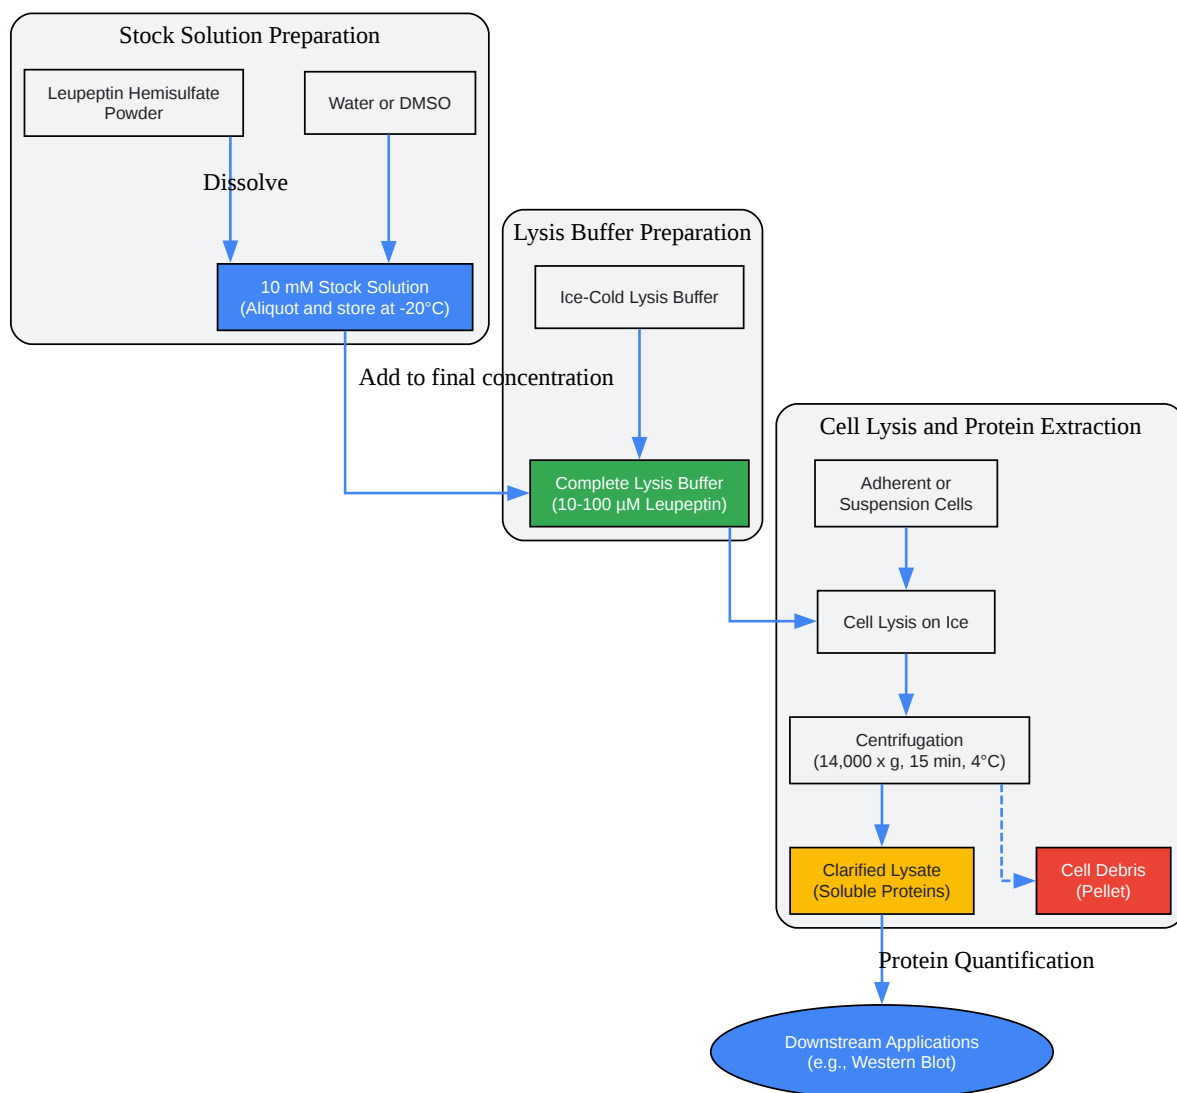 Stock Solution Preparation
Leupeptin Hemisulfate
Powder
Water or DMSO
Dissolve
10 mM Stock Solution
(Aliquot and store at -20°C)
Lysis Buffer Preparation
Ice-Cold Lysis Buffer
Add to final concentration
Complete Lysis Buffer
(10-100 µM Leupeptin)
Cell Lysis and Protein Extraction
Adherent or
Suspension Cells
Cell Lysis on Ice
Centrifugation
(14,000 x g, 15 min, 4°C)
Clarified Lysate
(Soluble Proteins)
Cell Debris
(Pellet)
Protein Quantification
Downstream Applications
(e.g., Western Blot)